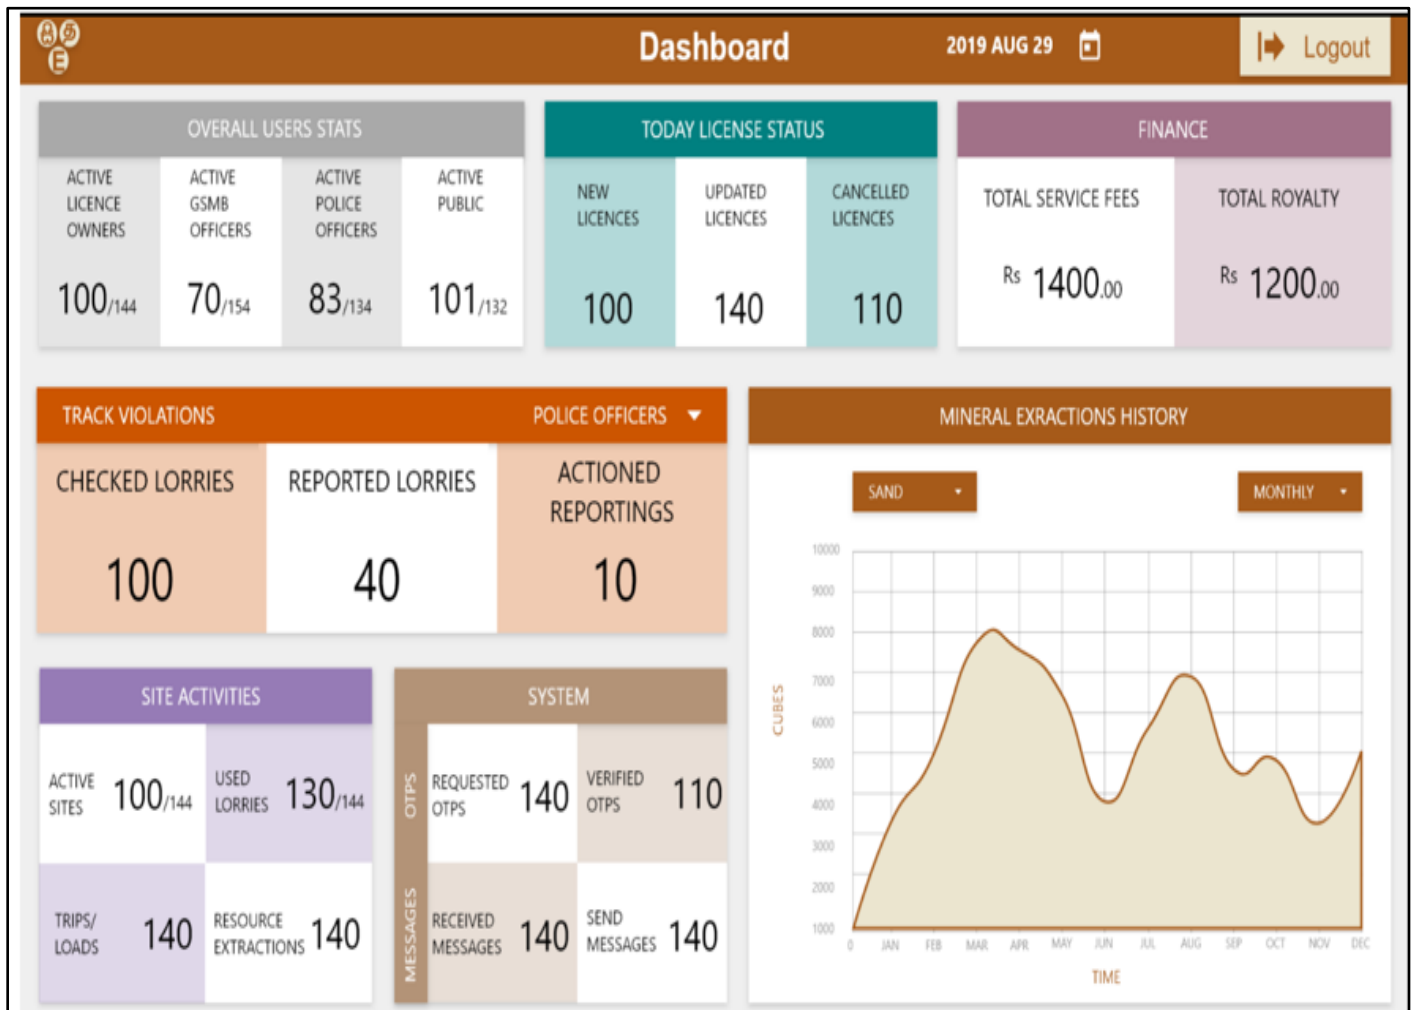 E
Dashboard
2019 AUG 29
Logout
OVERALL USERS STATS
ACTIVE
LICENCE
OWNERS
100/144
ACTIVE
GSMB
OFFICERS
70/154
ACTIVE
POLICE
OFFICERS
83/134
ACTIVE
PUBLIC
101/132
TODAY LICENSE STATUS
NEW
LICENCES
100
UPDATED
LICENCES
140
CANCELLED
LICENCES
110
FINANCE
TOTAL SERVICE FEES
Rs 1400.00
TOTAL ROYALTY
Rs 1200.00
TRACK VIOLATIONS
POLICE OFFICERS
CHECKED LORRIES
100
REPORTED LORRIES
40
ACTIONED
REPORTINGS
10
MINERAL EXRACTIONS HISTORY
SAND
MONTHLY
CUBES
10000
9000
8000
7000
6000
5000
4000
3000
2000
1000
0 JAN FEB MAR APR MAY JUN JUL AUG SEP OCT NOV DEC
TIME
SITE ACTIVITIES
ACTIVE
SITES
100/144
USED
LORRIES
130/144
TRIPS/
LOADS
140
RESOURCE
EXTRACTIONS
140
SYSTEM
OTPS
REQUESTED
OTPS
140
VERIFIED
OTPS
110
MESSAGES
RECEIVED
MESSAGES
140
SEND
MESSAGES
140